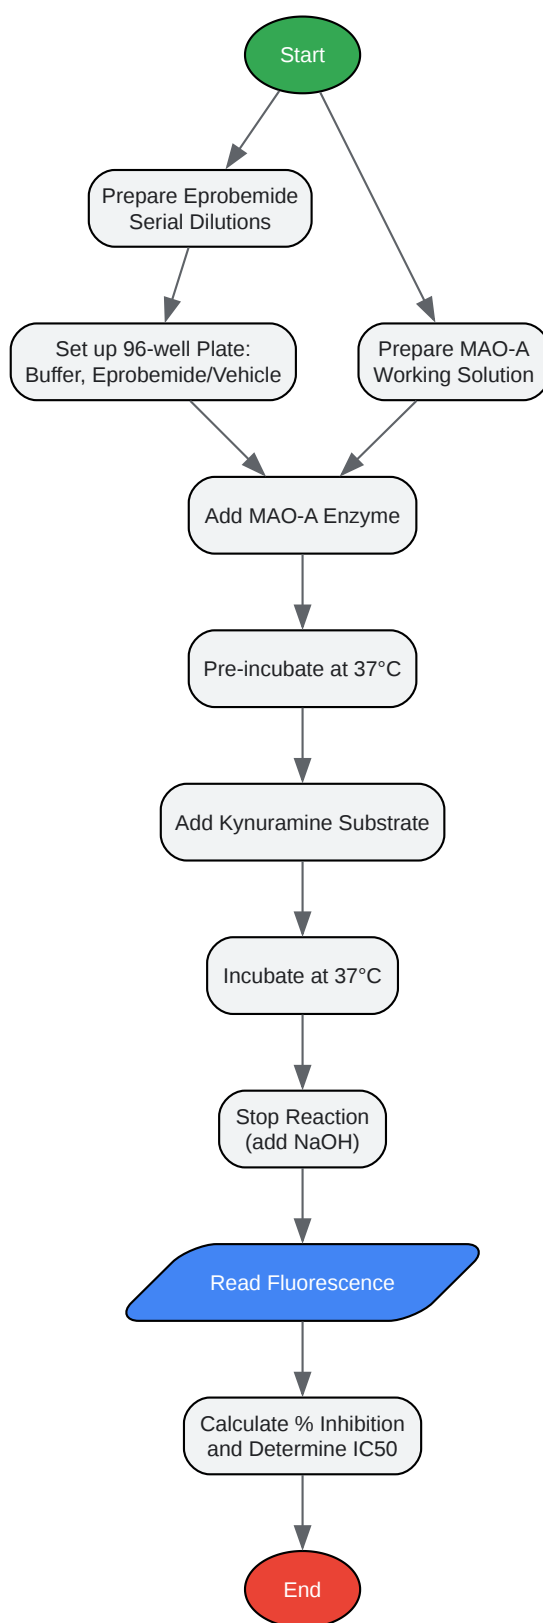 Start
Prepare Eprobemide
Serial Dilutions
Set up 96-well Plate:
Buffer, Eprobemide/Vehicle
Prepare MAO-A
Working Solution
Add MAO-A Enzyme
Pre-incubate at 37°C
Add Kynuramine Substrate
Incubate at 37°C
Stop Reaction
(add NaOH)
Read Fluorescence
Calculate % Inhibition
and Determine IC50
End